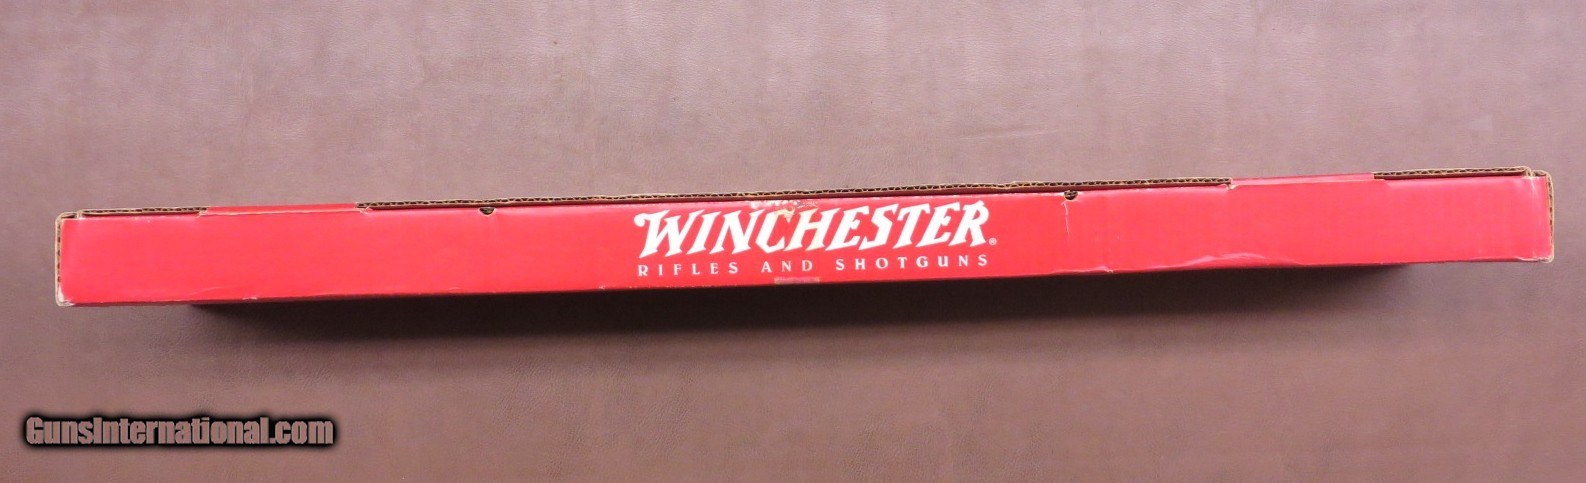 WINCHESTER®
RIFLES AND SHOTGUNS
GunsInternational.com